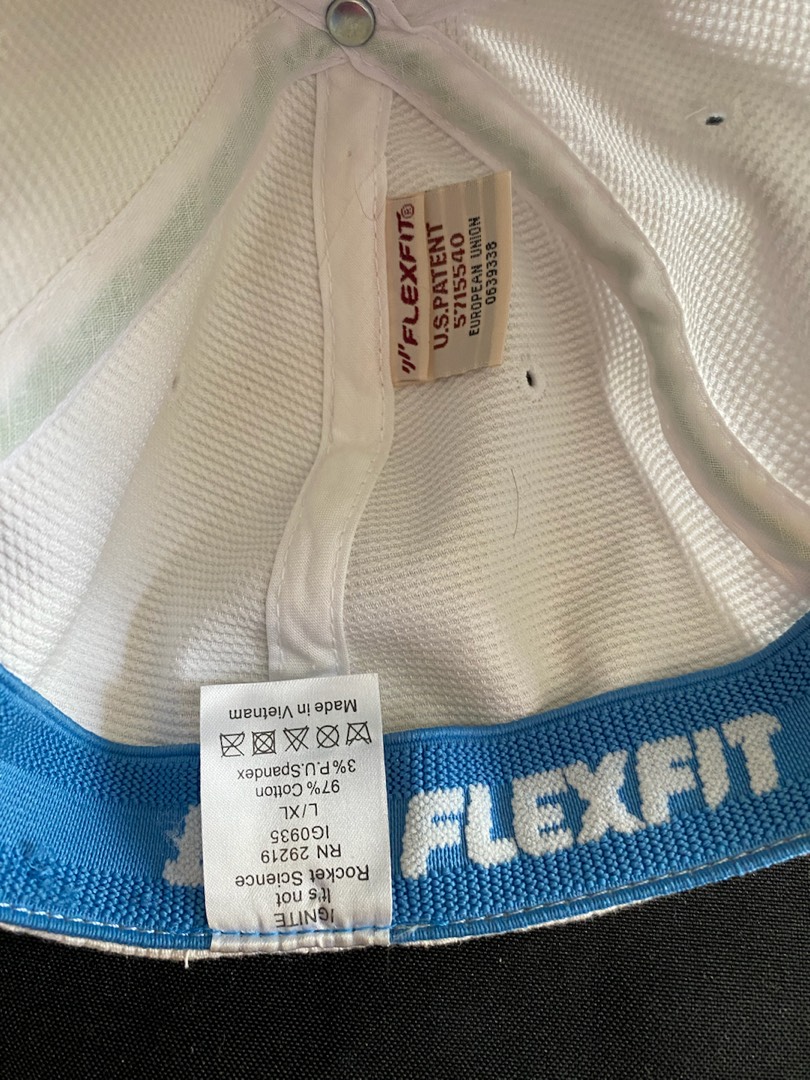 FLEXFIT®
U.S.PATENT
5715540
EUROPEAN UNION
0639338
FLEXFIT
IGNITE
It's not
Rocket Science
RN 29219
IG0935
L/XL
97% Cotton
3% P.U.Spandex
Made in Vietnam